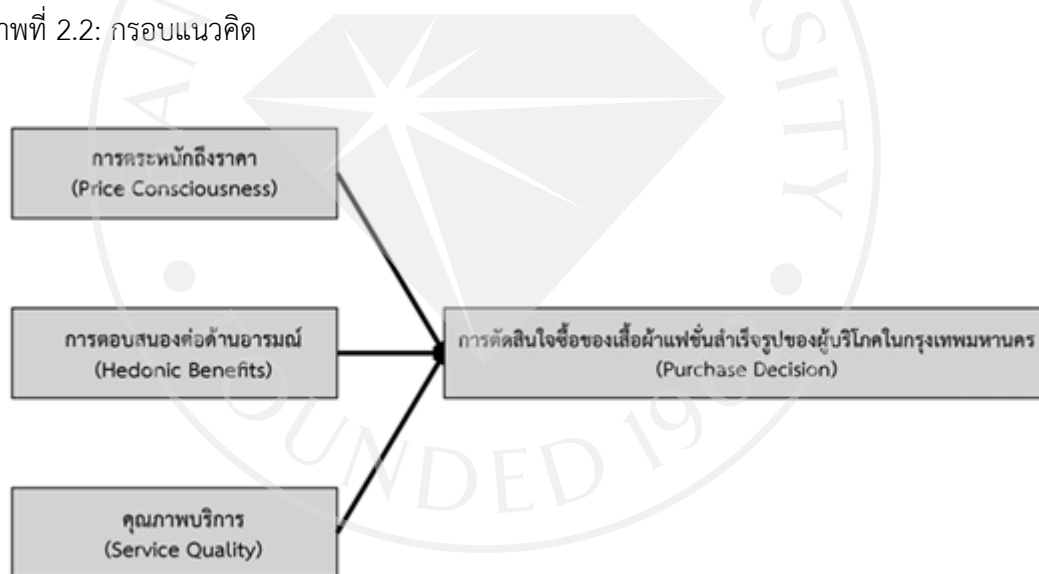 าพที่ 2.2: กรอบแนวคิด
การตระหนักถึงราคา
(Price Consciousness)
การตอบสนองต่อด้านอารมณ์
(Hedonic Benefits)
การตัดสินใจซื้อของเสื้อผ้าแฟชั่นสำเร็จรูปของผู้บริโภคในกรุงเทพมหานคร
(Purchase Decision)
คุณภาพบริการ
(Service Quality)
FOUNDED 19